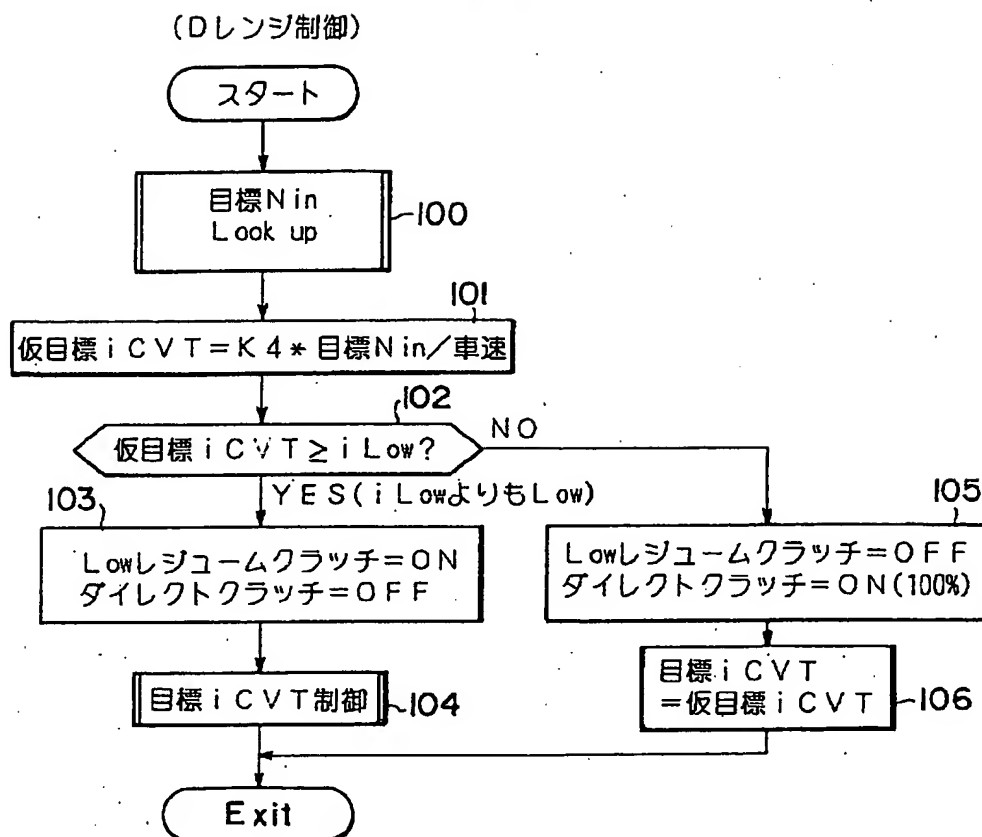 (Dレンジ制御)
スタート
目標Nin
Look up
100
101
仮目標iCVT=K4*目標Nin/車速
102
仮目標iCVT≥iLow?
NO
YES(iLowよりもLow)
103
Lowレジュームクラッチ=ON
ダイレクトクラッチ=OFF
105
Lowレジュームクラッチ=OFF
ダイレクトクラッチ=ON(100%)
目標iCVT制御
104
目標iCVT
=仮目標iCVT
106
Exit